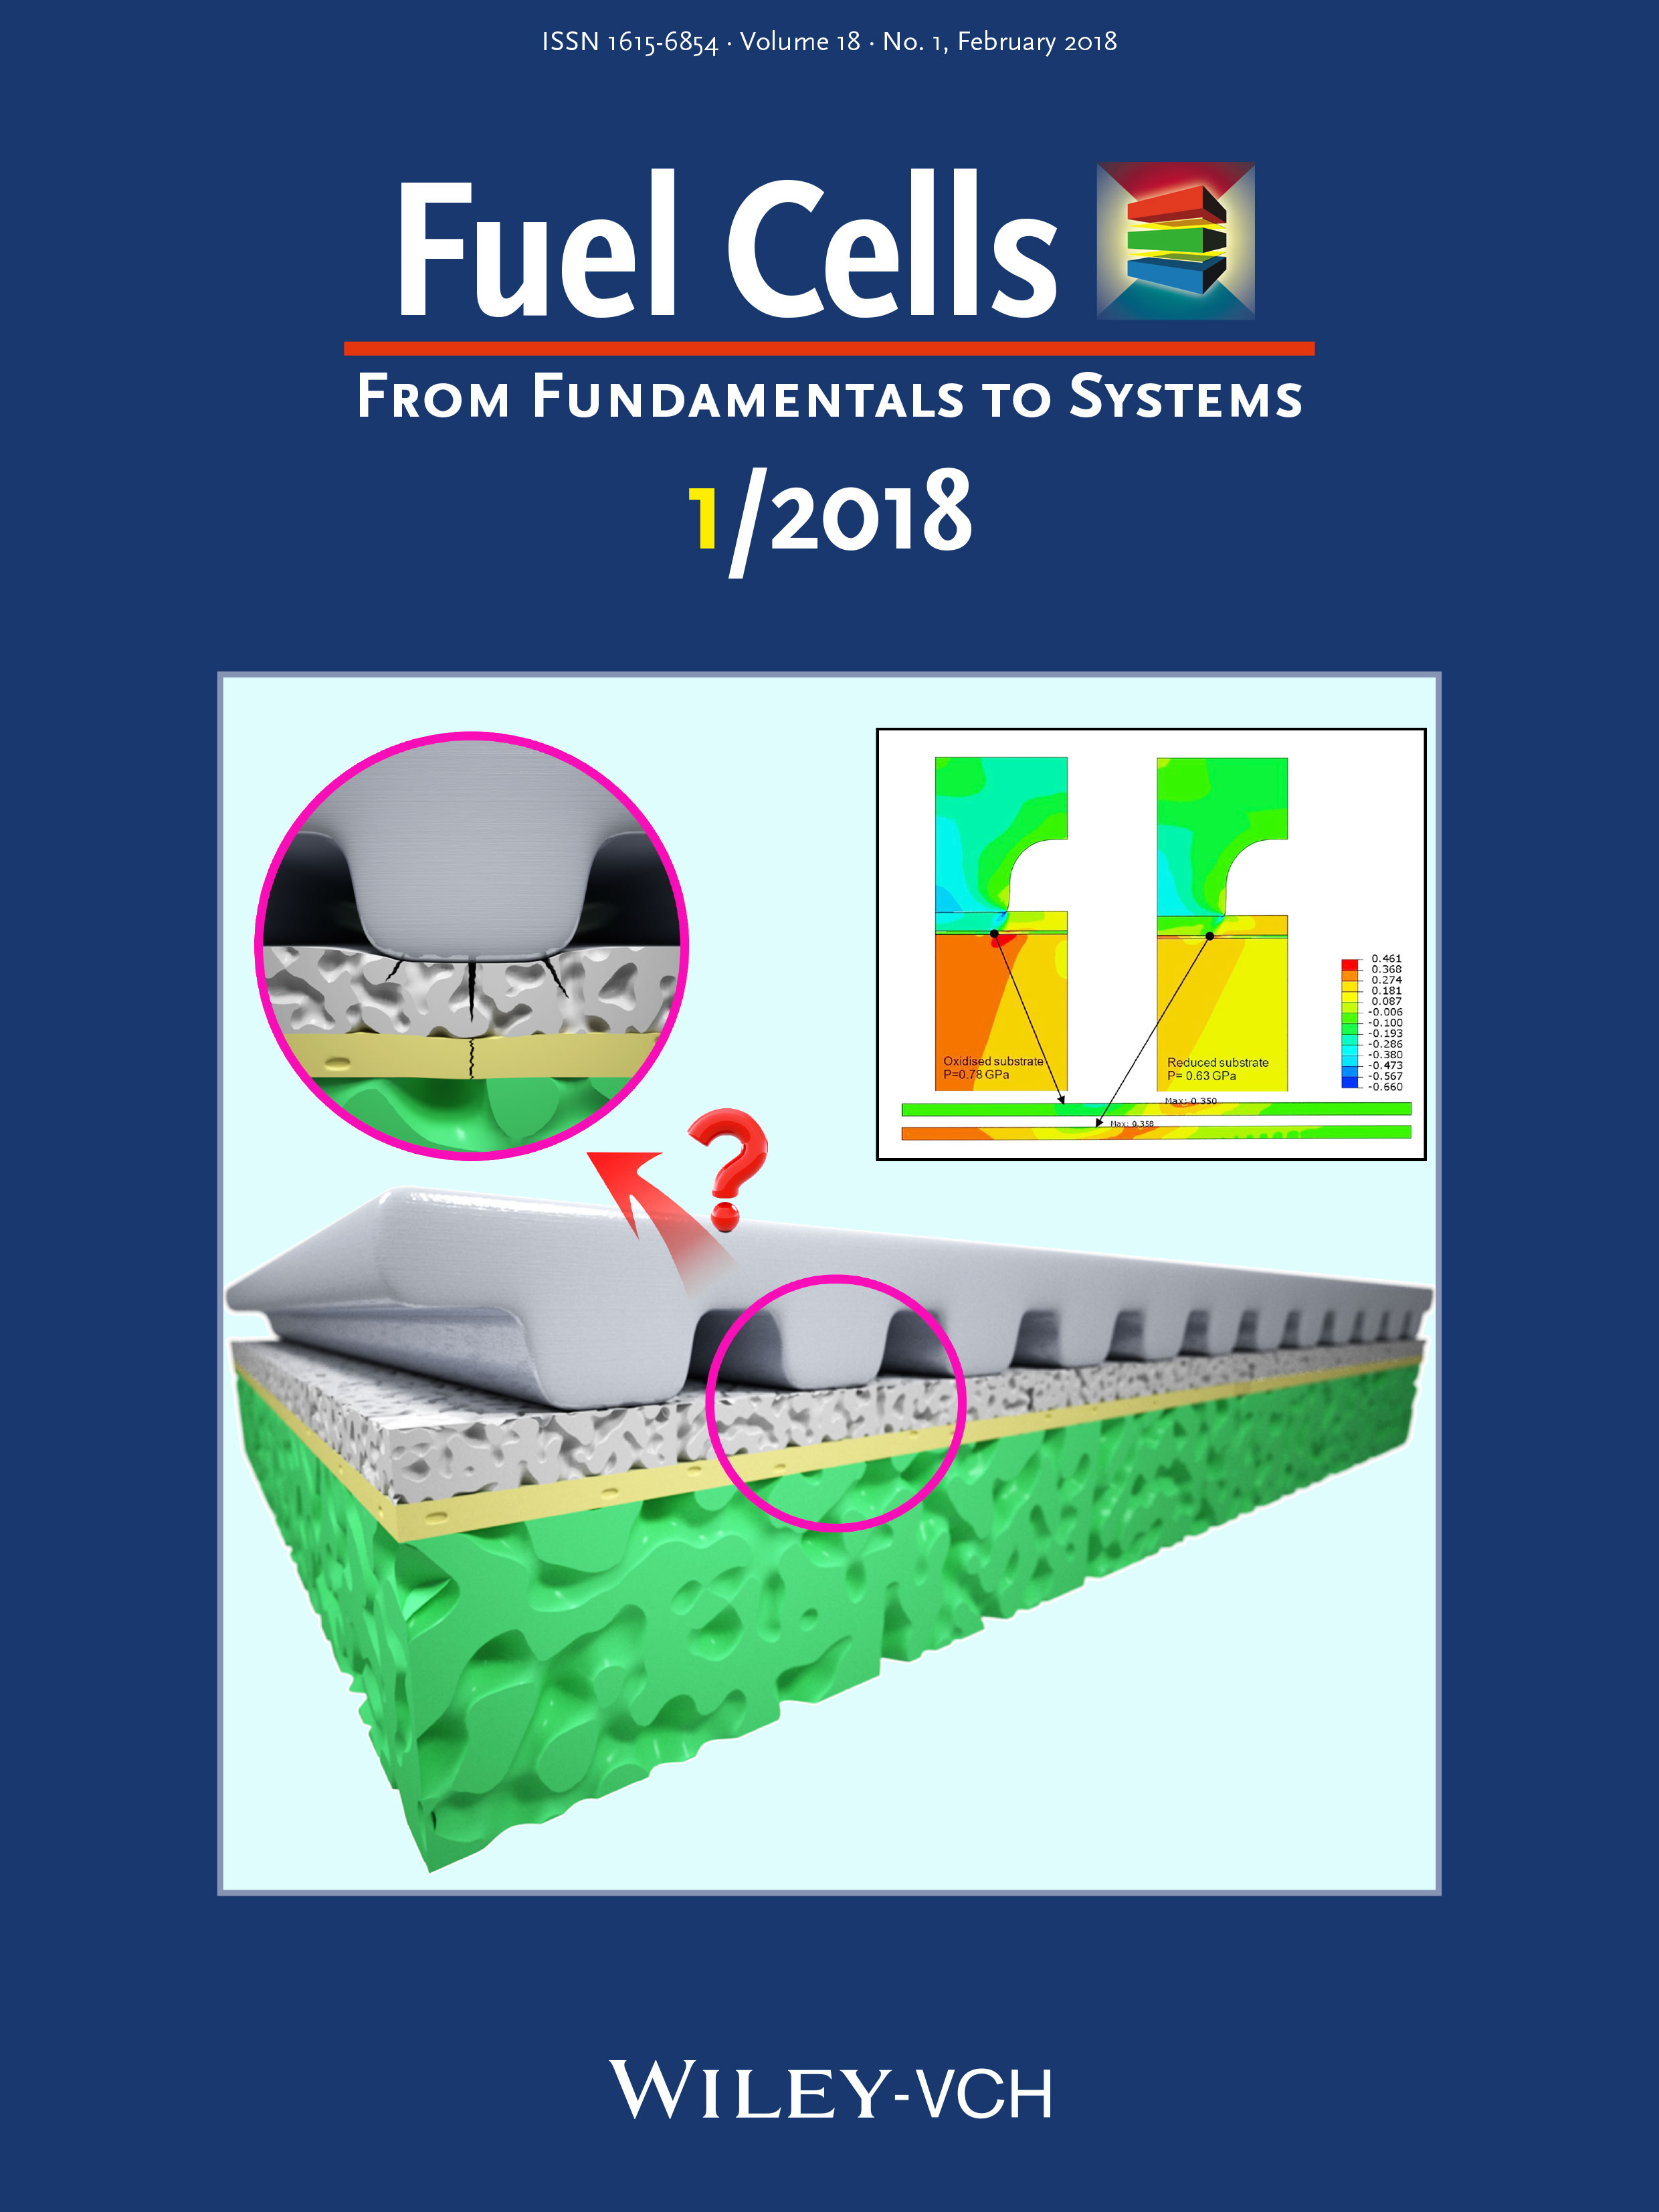 ISSN 1615-6854 · Volume 18 · No. 1, February 2018
Fuel Cells
FROM FUNDAMENTALS TO SYSTEMS
1/2018
?
Oxidised substrate
P=0.78 GPa
Reduced substrate
P= 0.63 GPa
0.461
0.368
0.274
0.181
0.087
-0.006
-0.100
-0.193
-0.286
-0.380
-0.473
-0.567
-0.660
Max: 0.350
Max: 0.358
WILEY-VCH